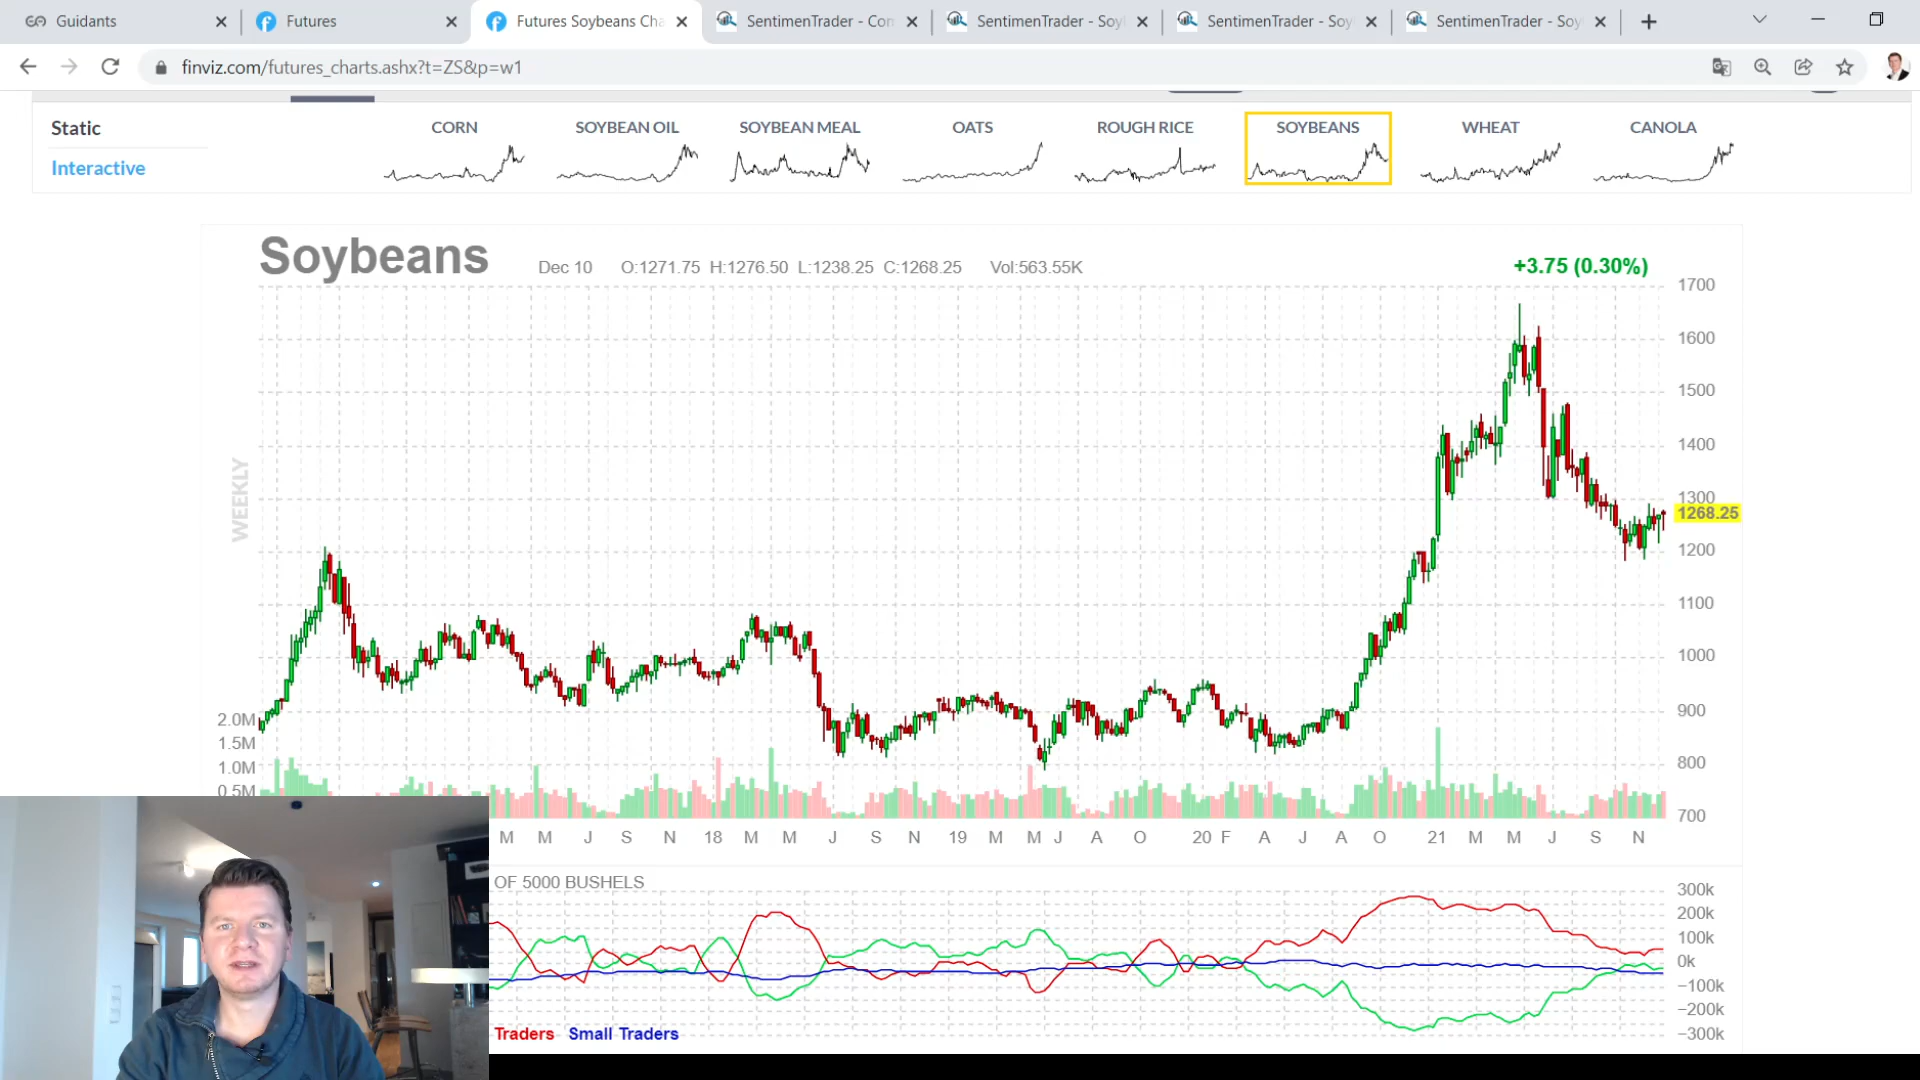 Guidants
Futures
Futures Soybeans Cha
SentimenTrader - Con
SentimenTrader - Soy
SentimenTrader - Soy
SentimenTrader - Soy
finviz.com/futures_charts.ashx?t=ZS&p=w1
Static
Interactive
CORN
SOYBEAN OIL
SOYBEAN MEAL
OATS
ROUGH RICE
SOYBEANS
WHEAT
CANOLA
Soybeans
Dec 10 O:1271.75 H:1276.50 L:1238.25 C:1268.25 Vol:563.55K
+3.75 (0.30%)
WEEKLY
1700
1600
1500
1400
1300
1268.25
1200
1100
1000
900
800
700
2.0M
1.5M
1.0M
0.5M
M M J S N 18 M M J S N 19 M M J A O 20 F A J A O 21 M M J S N
OF 5000 BUSHELS
300k
200k
100k
0k
−100k
−200k
−300k
Traders Small Traders